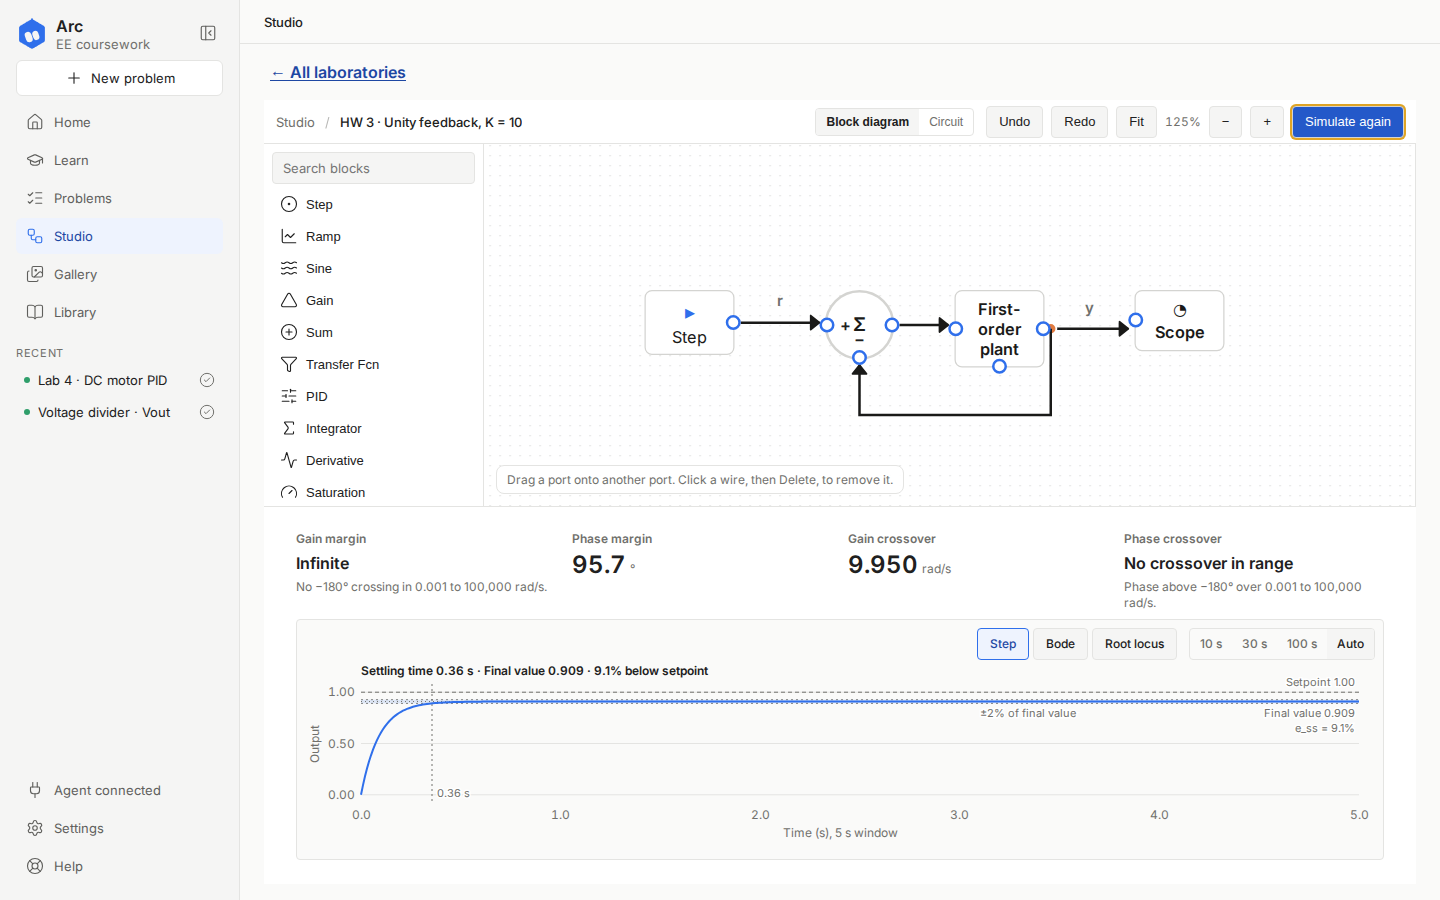 Arc
EE coursework
New problem
Home
Learn
Problems
Studio
Gallery
Library
RECENT
Lab 4 · DC motor PID
Voltage divider · Vout
Agent connected
Settings
Help
Studio
← All laboratories
Studio / HW 3 · Unity feedback, K = 10
Block diagram Circuit Undo Redo Fit 125% − + Simulate again
Search blocks
Step
Ramp
Sine
Gain
Sum
Transfer Fcn
PID
Integrator
Derivative
Saturation
Step
r
+ Σ
−
First-
order
plant
y
Scope
Drag a port onto another port. Click a wire, then Delete, to remove it.
Gain margin
Infinite
No −180° crossing in 0.001 to 100,000 rad/s.
Phase margin
95.7 °
Gain crossover
9.950 rad/s
Phase crossover
No crossover in range
Phase above −180° over 0.001 to 100,000
rad/s.
Step Bode Root locus 10 s 30 s 100 s Auto
Settling time 0.36 s · Final value 0.909 · 9.1% below setpoint
Setpoint 1.00
±2% of final value
Final value 0.909
e_ss = 9.1%
1.00
0.50
0.00
Output
0.36 s
0.0 1.0 2.0 3.0 4.0 5.0
Time (s), 5 s window